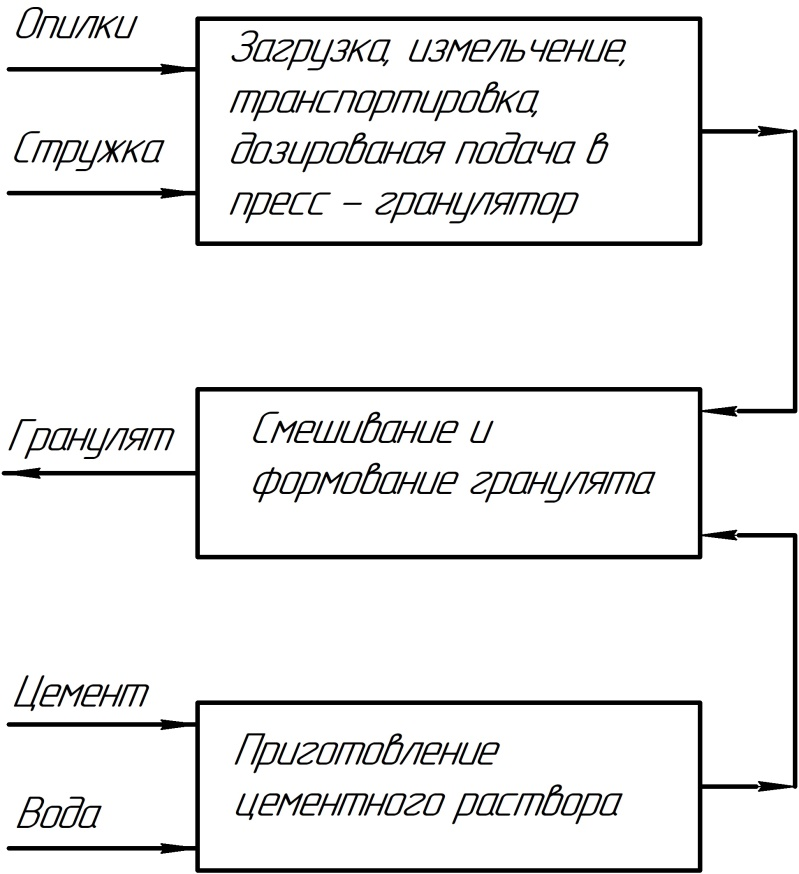 Опилки
Стружка
Загрузка, измельчение,
транспортировка,
дозированая подача в
пресс – гранулятор
Гранулят
Смешивание и
формование гранулята
Цемент
Вода
Приготовление
цементного раствора